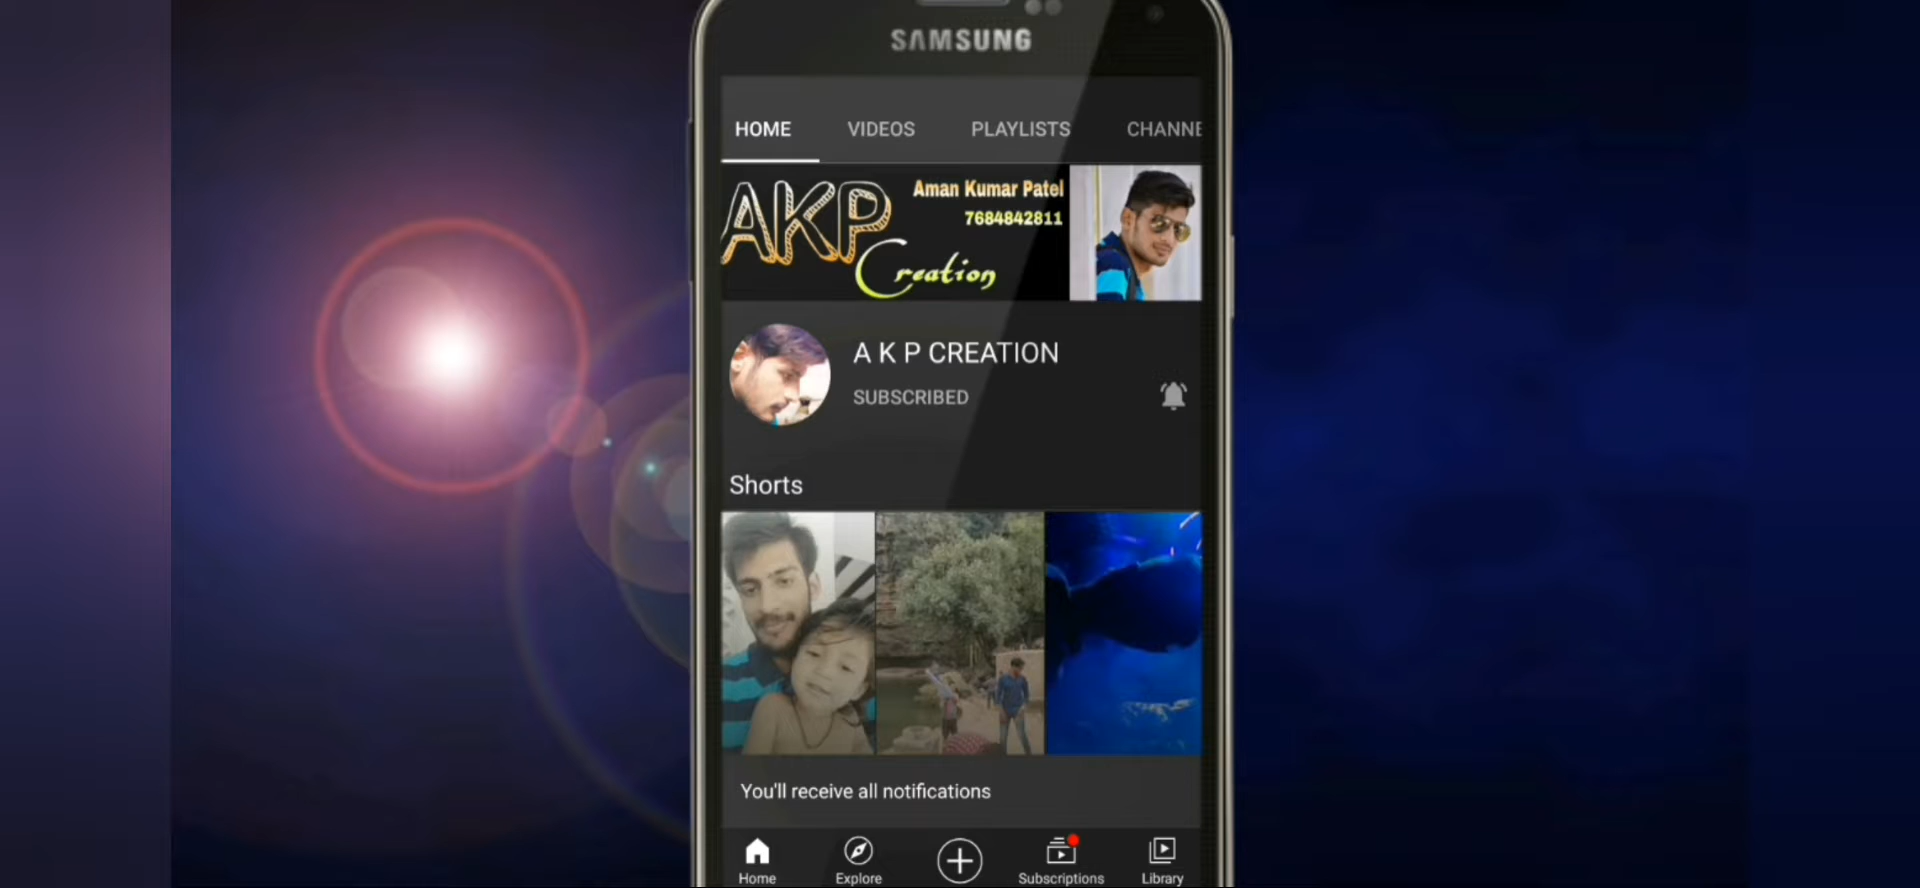 SAMSUNG
HOME VIDEOS PLAYLISTS CHANNE
AKP
Creation
Aman Kumar Patel
7684842811
A K P CREATION
SUBSCRIBED
Shorts
You'll receive all notifications
Home Explore Subscriptions Library